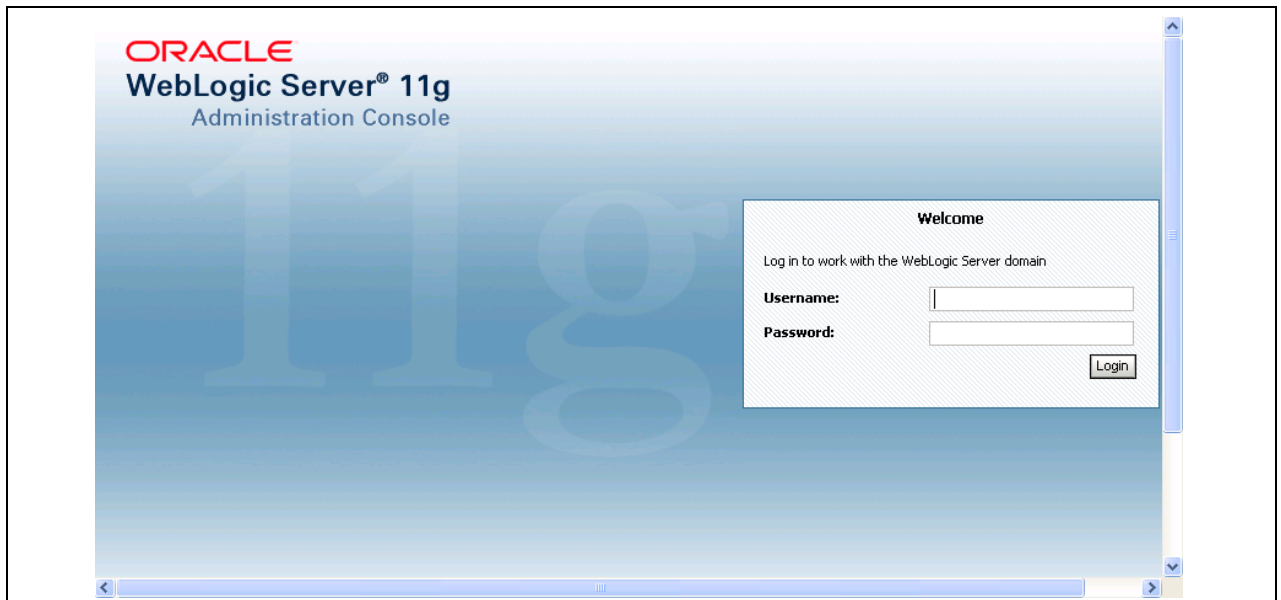 ORACLE
WebLogic Server® 11g
Administration Console
11g
Welcome
Log in to work with the WebLogic Server domain
Username:
Password:
Login